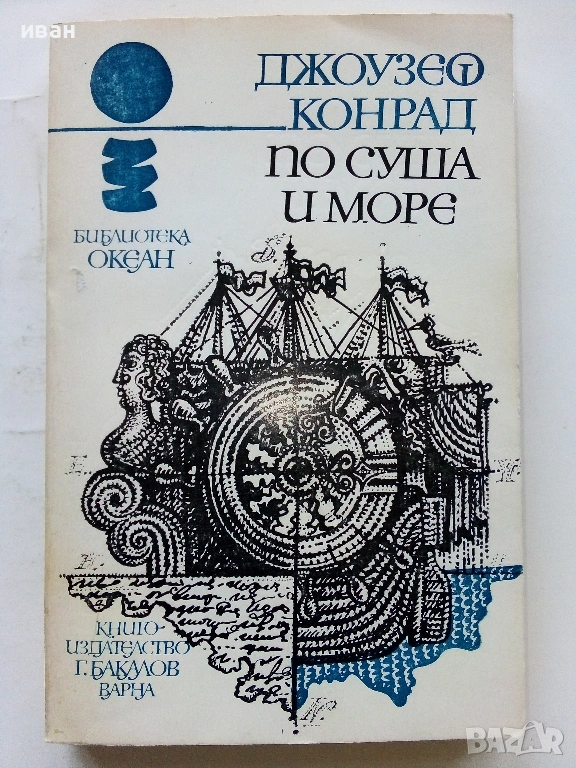 иван
ДЖОУЗЕФ
КОНРАД
ПО СУША
И МОРЕ
БИБЛИОТЕКА
ОКЕАН
КНИГО-
ИЗДАТЕЛСТВО
Г. БАКАЛОВ
ВАРНА
BAZAR